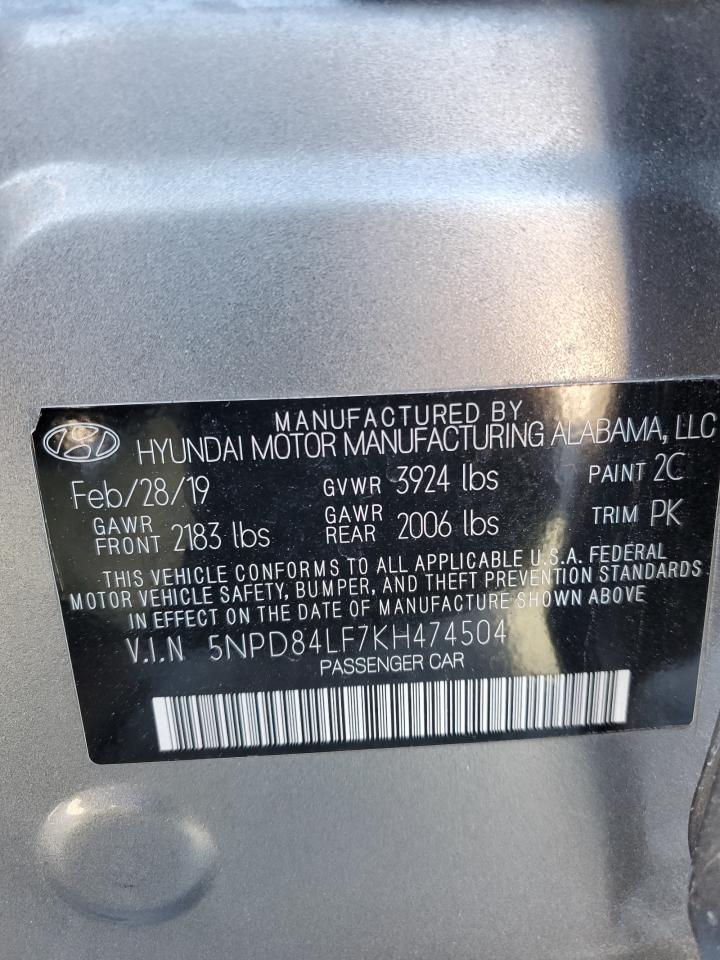 MANUFACTURED BY
HYUNDAI MOTOR MANUFACTURING ALABAMA, LLC
Feb/28/19 GVWR 3924 lbs PAINT 2C
GAWR FRONT 2183 lbs GAWR REAR 2006 lbs TRIM PK
THIS VEHICLE CONFORMS TO ALL APPLICABLE U.S.A. FEDERAL
MOTOR VEHICLE SAFETY, BUMPER, AND THEFT PREVENTION STANDARDS
IN EFFECT ON THE DATE OF MANUFACTURE SHOWN ABOVE
V.I.N 5NPD84LF7KH474504
PASSENGER CAR